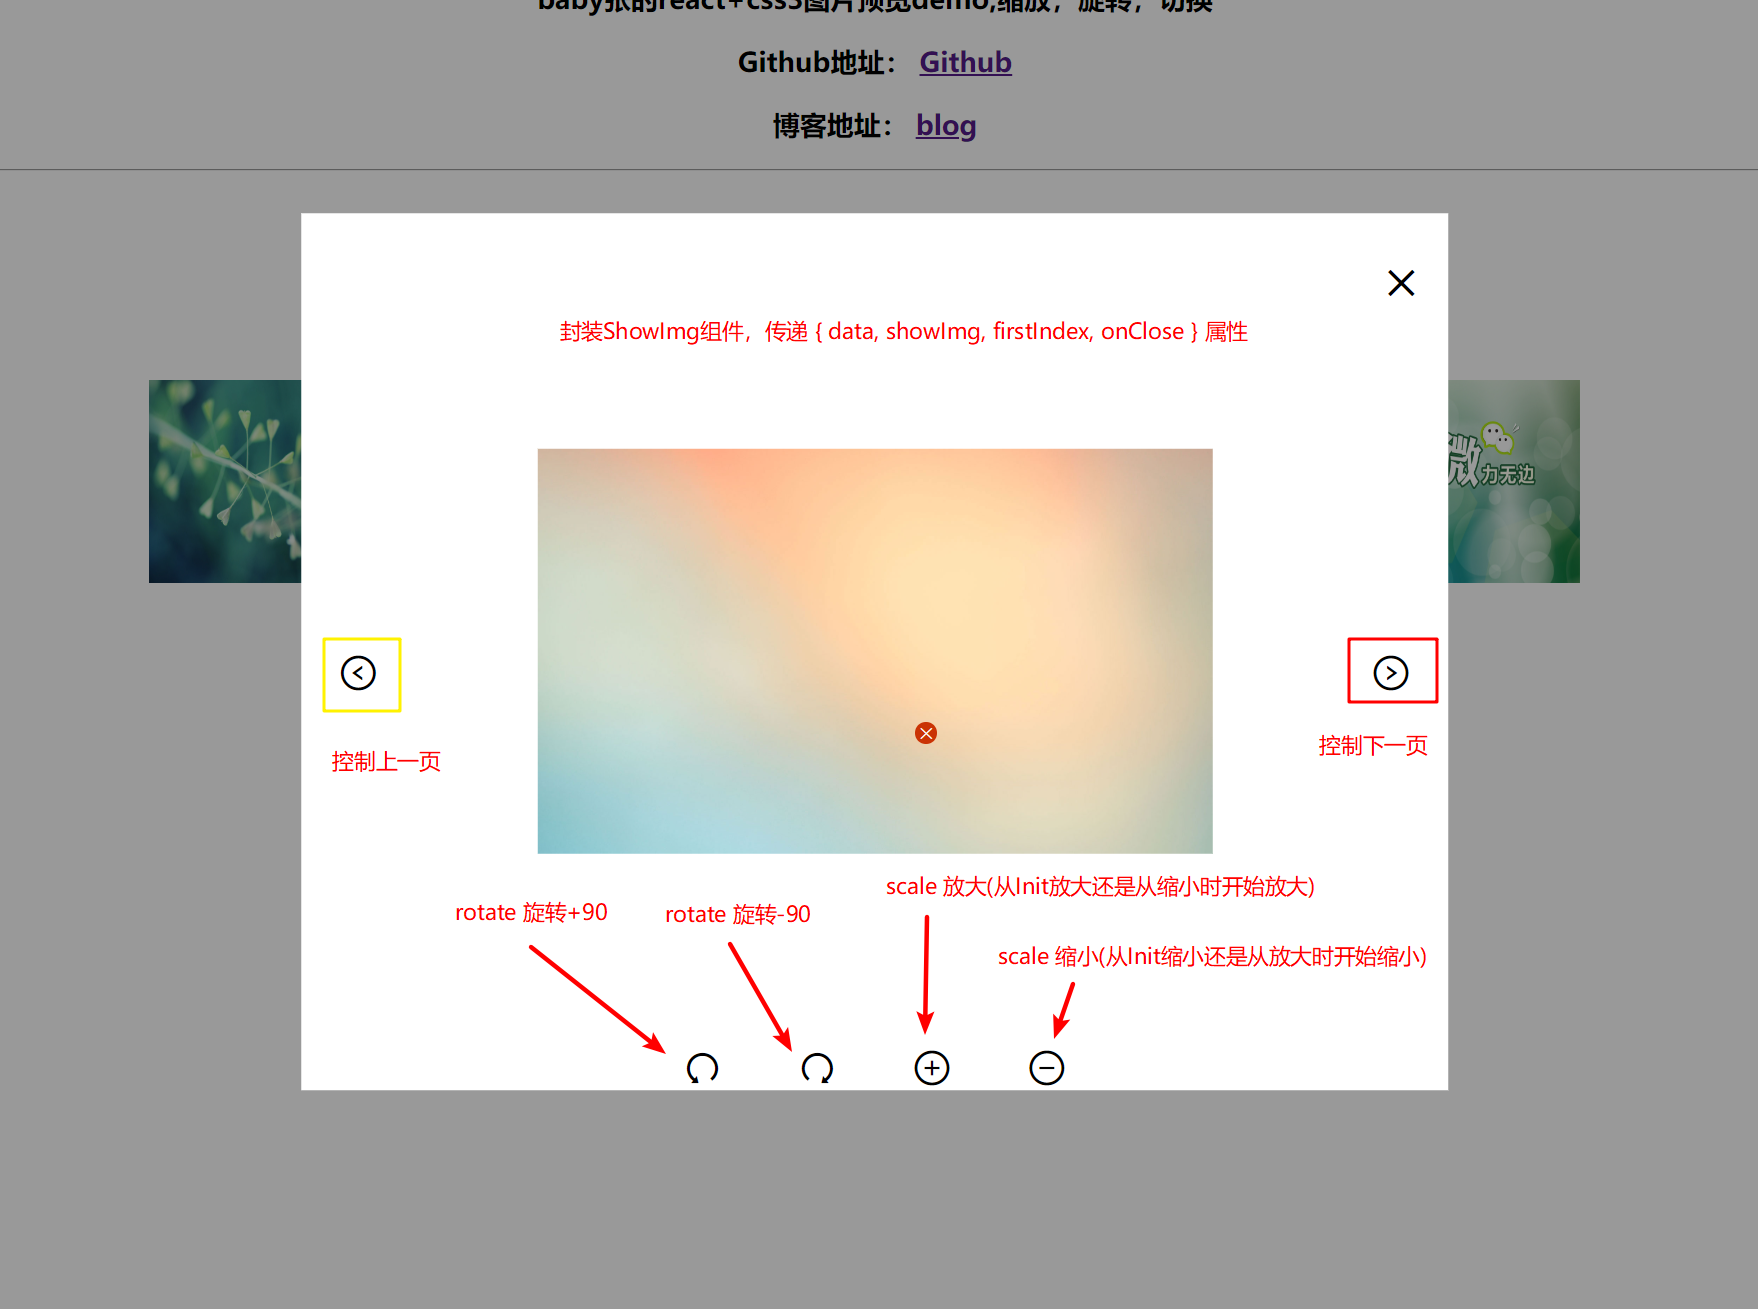 baby张的react+css3图片预览demo,缩放，旋转，切换
Github地址： Github
博客地址： blog
封装ShowImg组件，传递 { data, showImg, firstIndex, onClose } 属性
微力无边
控制上一页
控制下一页
scale 放大(从Init放大还是从缩小时开始放大)
rotate 旋转+90
rotate 旋转-90
scale 缩小(从Init缩小还是从放大时开始缩小)